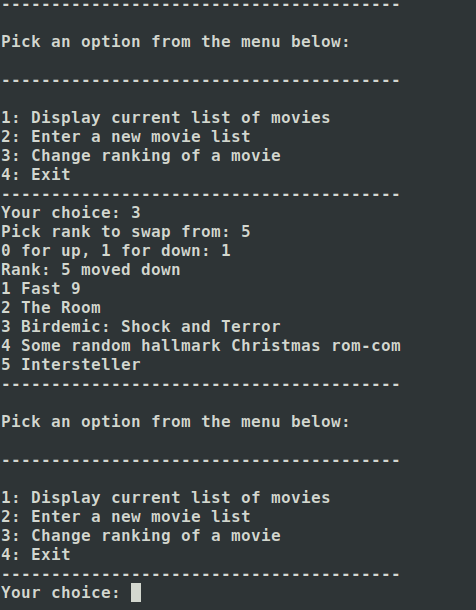 ----------------------------------------
Pick an option from the menu below:
----------------------------------------
1: Display current list of movies
2: Enter a new movie list
3: Change ranking of a movie
4: Exit
----------------------------------------
Your choice: 3
Pick rank to swap from: 5
0 for up, 1 for down: 1
Rank: 5 moved down
1 Fast 9
2 The Room
3 Birdemic: Shock and Terror
4 Some random hallmark Christmas rom-com
5 Intersteller
----------------------------------------
Pick an option from the menu below:
----------------------------------------
1: Display current list of movies
2: Enter a new movie list
3: Change ranking of a movie
4: Exit
----------------------------------------
Your choice: